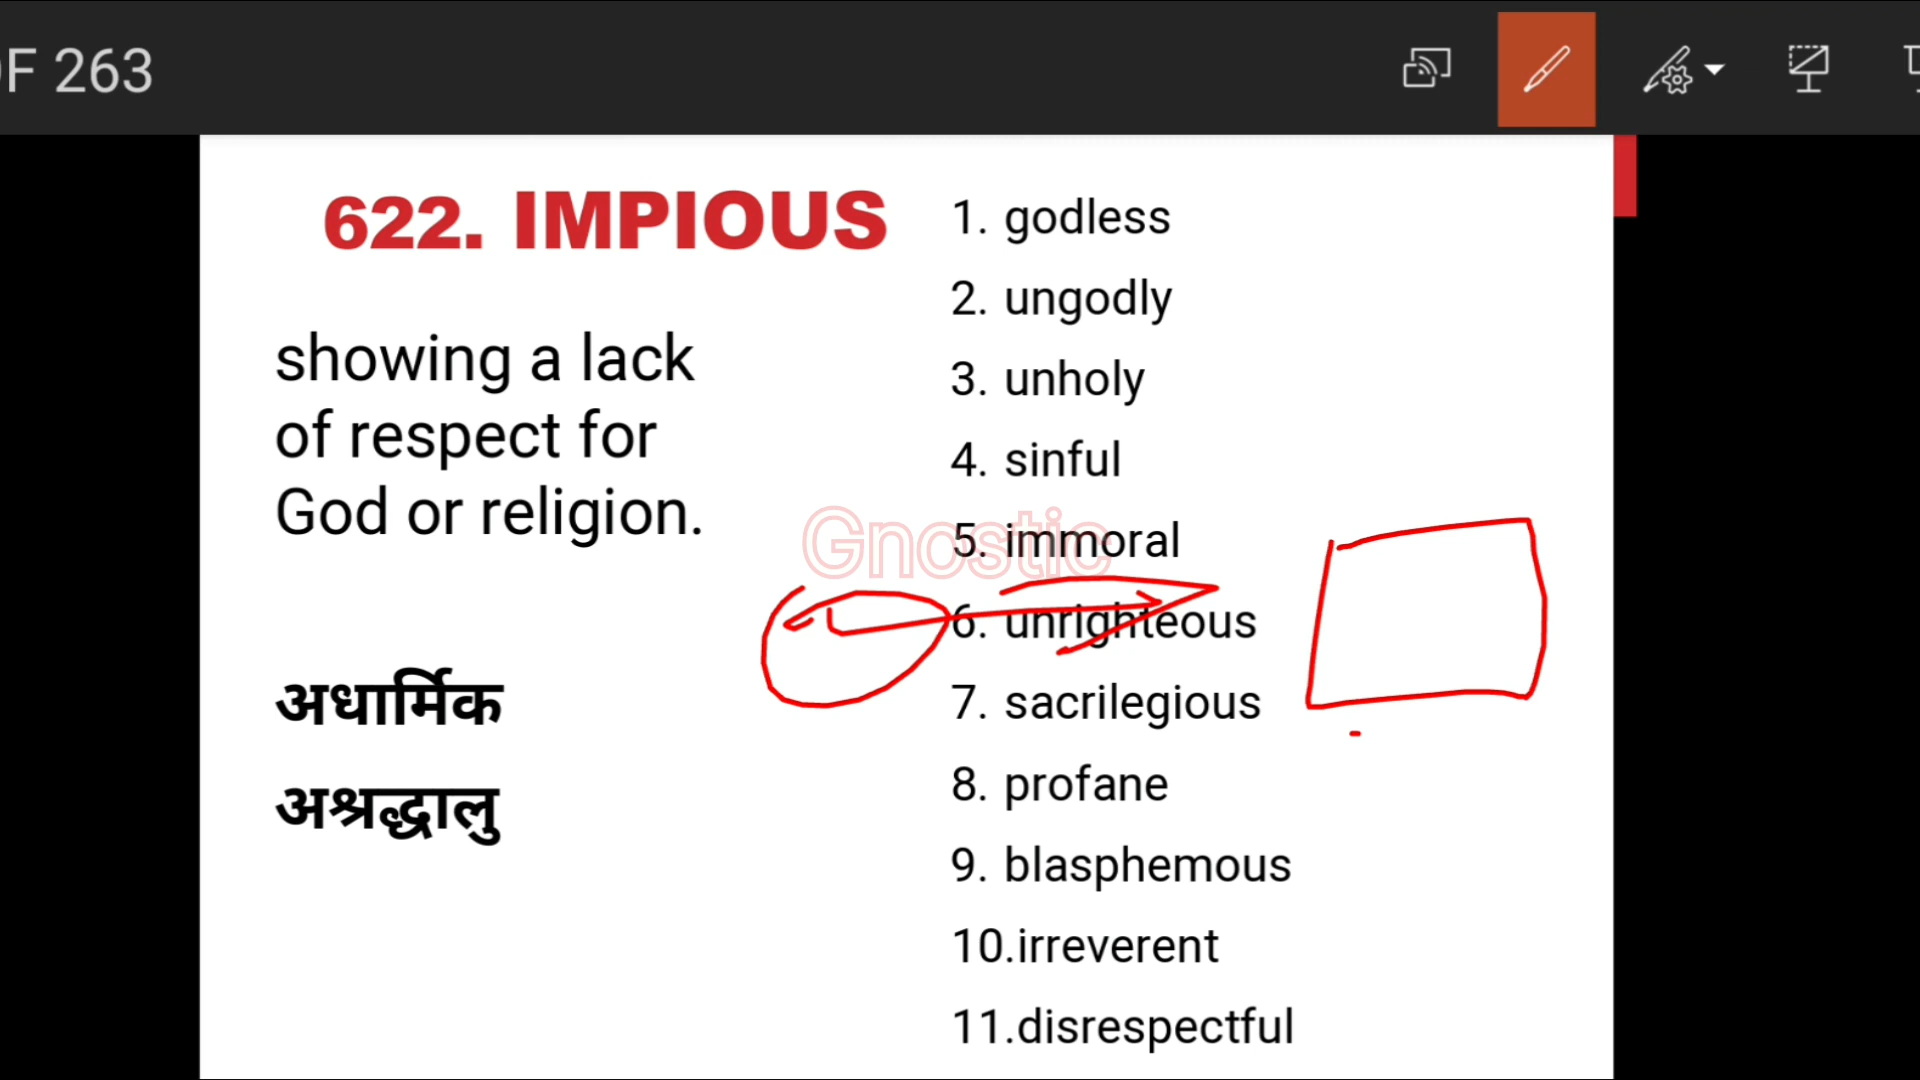 F 263
622. IMPIOUS
showing a lack
of respect for
God or religion.
अधार्मिक
अश्रद्धालु
1. godless
2. ungodly
3. unholy
4. sinful
5. immoral
6. unrighteous
7. sacrilegious
8. profane
9. blasphemous
10.irreverent
11.disrespectful
Gnostic